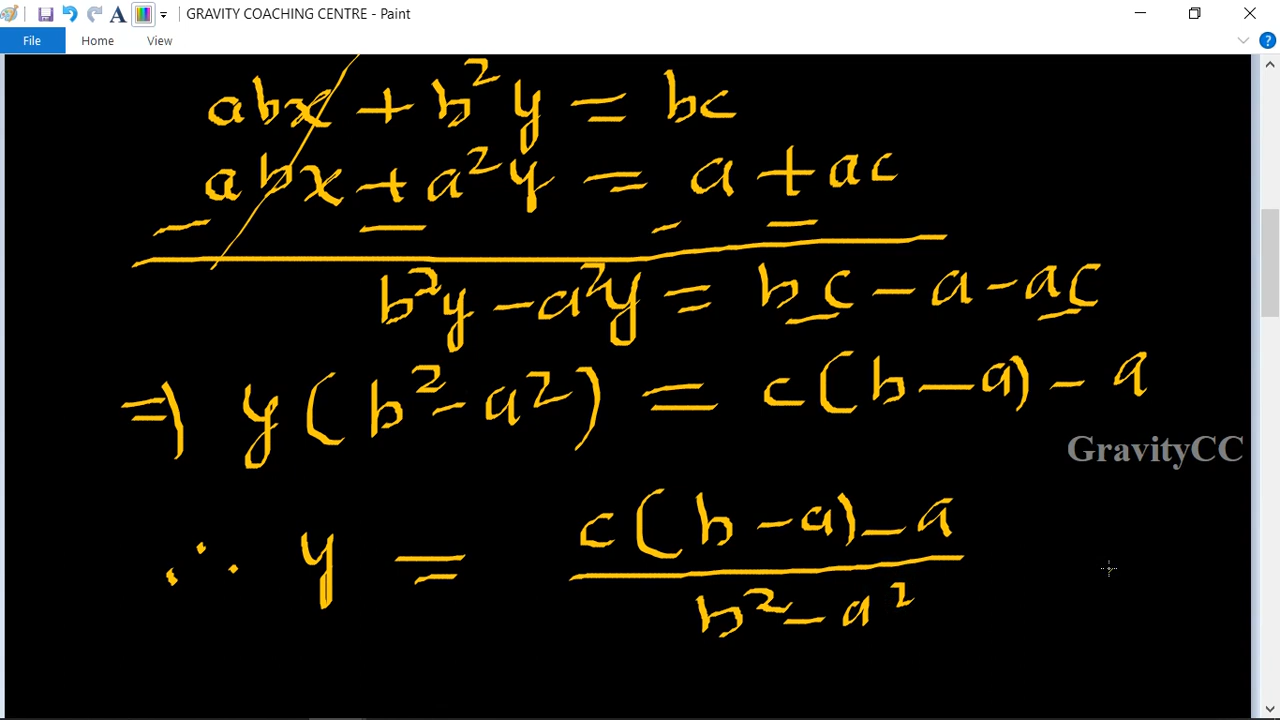 GRAVITY COACHING CENTRE - Paint
File Home View
abx + b²y = bc
abx + a²y = a + ac
− − - −
b²y − a²y = bc − a − ac
⇒ y(b² − a²) = c(b − a) − a
GravityCC
∴ y = c(b − a) − a
b² − a²